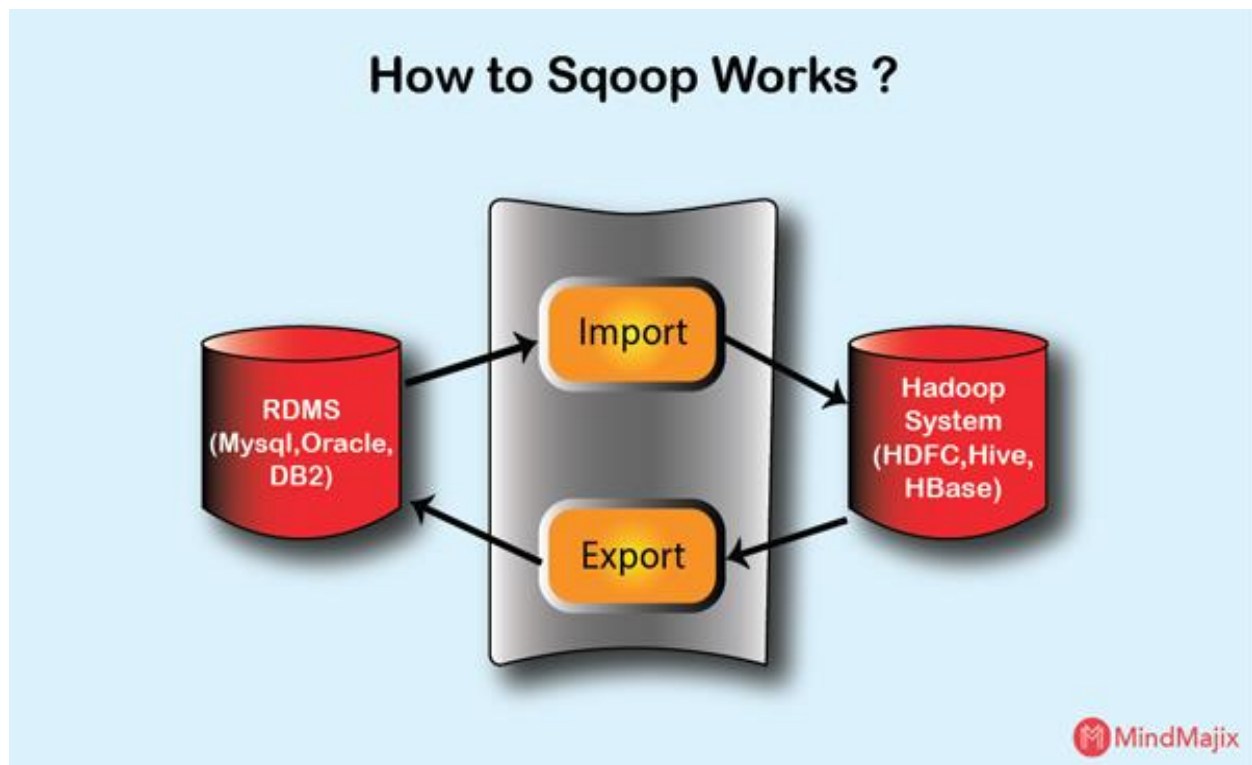 How to Sqoop Works ?
Import
RDMS
(Mysql,Oracle,
DB2)
Hadoop
System
(HDFC,Hive,
HBase)
Export
MindMajix